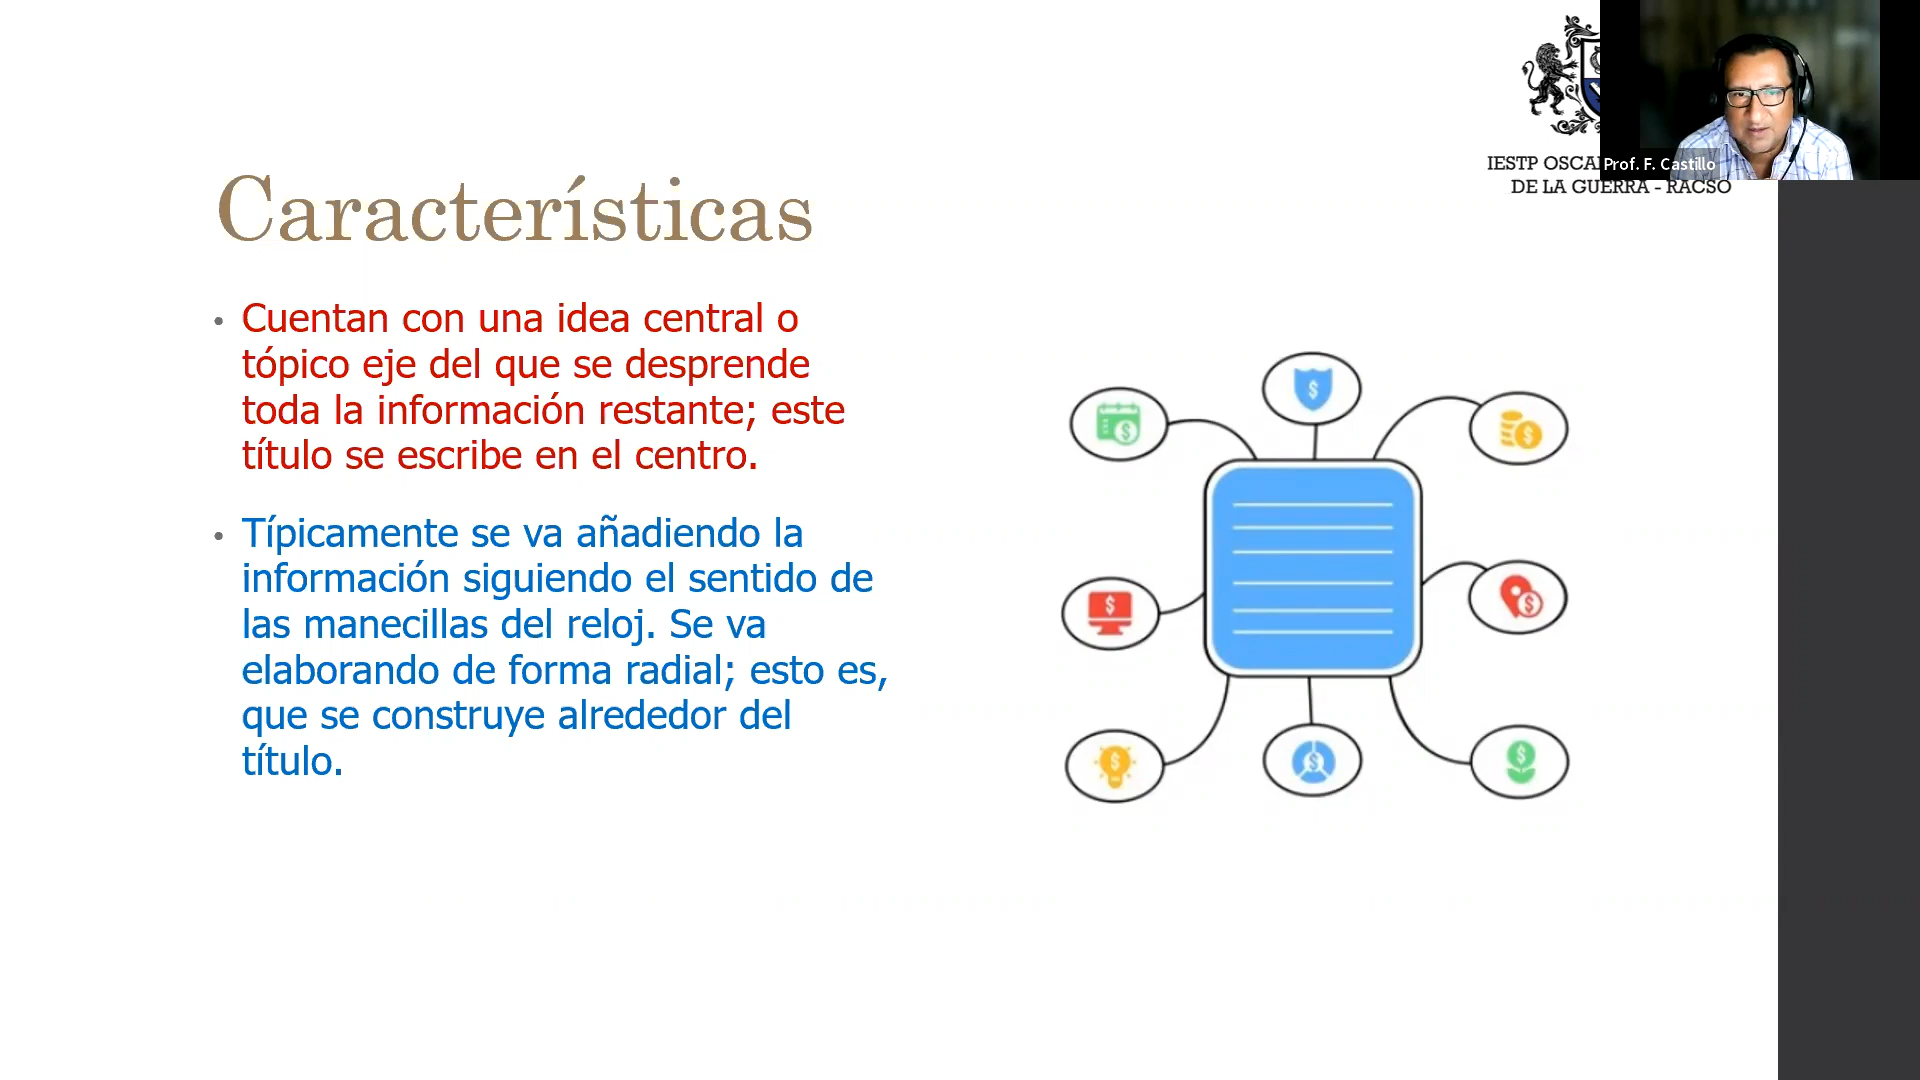 IESTP OSCA
Prof. F. Castillo
DE LA GUERRA - RACSO
Características
• Cuentan con una idea central o
tópico eje del que se desprende
toda la información restante; este
título se escribe en el centro.
• Típicamente se va añadiendo la
información siguiendo el sentido de
las manecillas del reloj. Se va
elaborando de forma radial; esto es,
que se construye alrededor del
título.